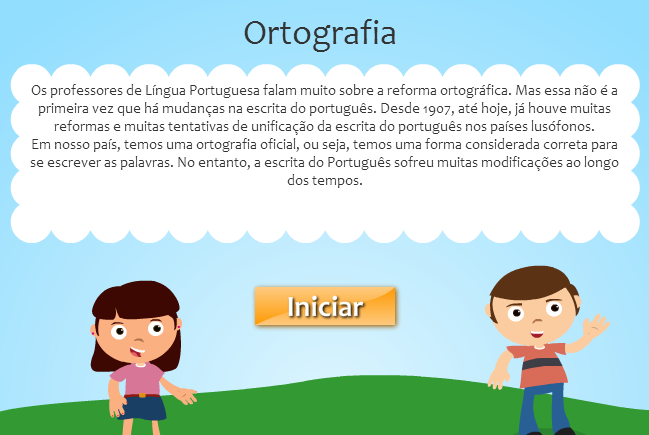 Ortografia
Os professores de Língua Portuguesa falam muito sobre a reforma ortográfica. Mas essa não é a
primeira vez que há mudanças na escrita do português. Desde 1907, até hoje, já houve muitas
reformas e muitas tentativas de unificação da escrita do português nos países lusófonos.
Em nosso país, temos uma ortografia oficial, ou seja, temos uma forma considerada correta para
se escrever as palavras. No entanto, a escrita do Português sofreu muitas modificações ao longo
dos tempos.
Iniciar